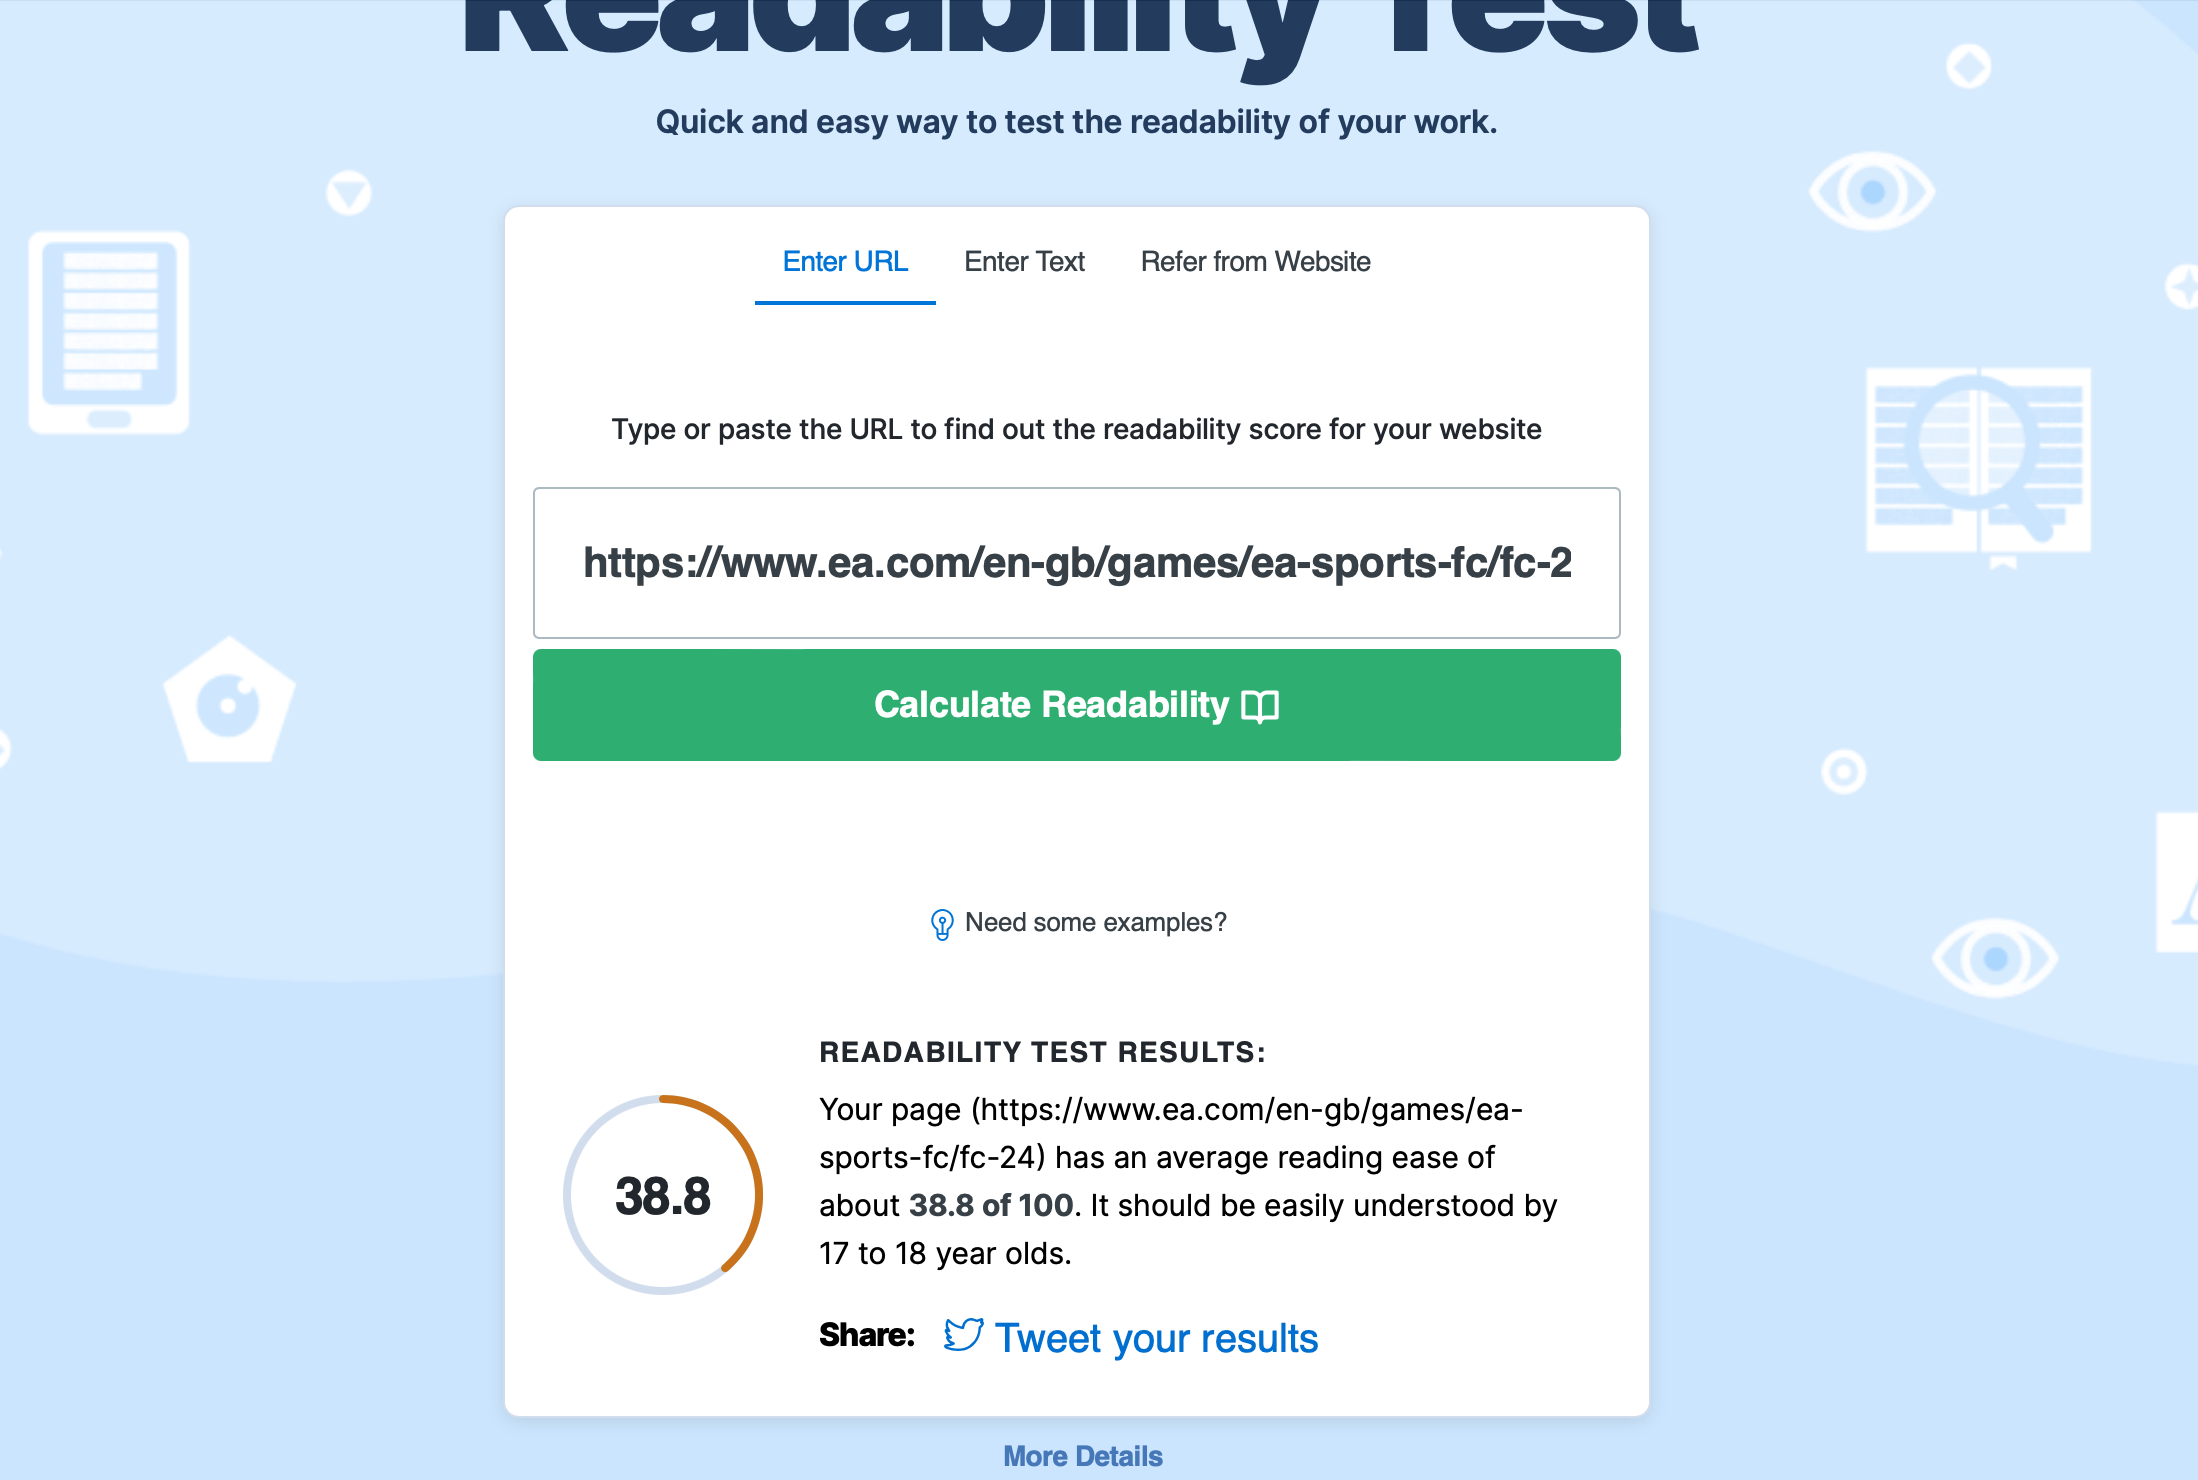 Readability Test
Quick and easy way to test the readability of your work.
Enter URL
Enter Text
Refer from Website
Type or paste the URL to find out the readability score for your website
https://www.ea.com/en-gb/games/ea-sports-fc/fc-2
Calculate Readability
Need some examples?
READABILITY TEST RESULTS:
38.8
Your page (https://www.ea.com/en-gb/games/ea-
sports-fc/fc-24) has an average reading ease of
about 38.8 of 100. It should be easily understood by
17 to 18 year olds.
Share: Tweet your results
More Details